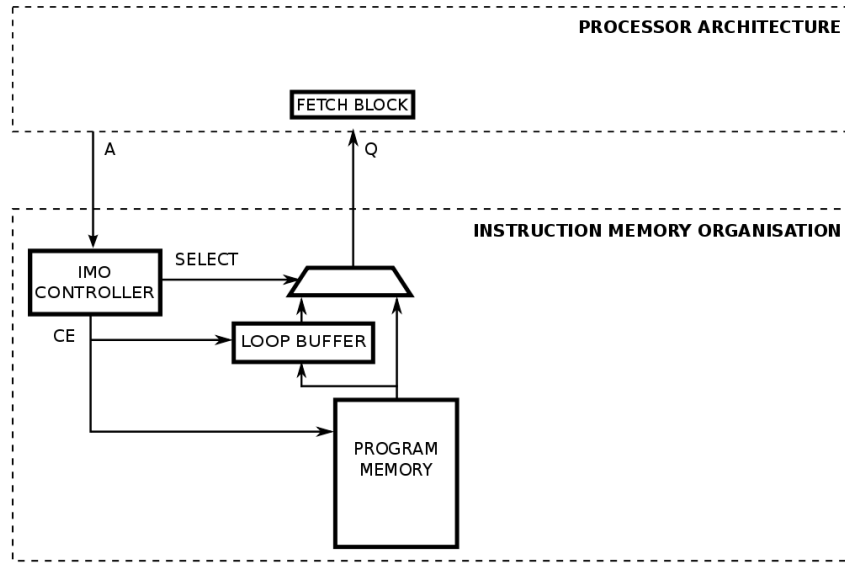 PROCESSOR ARCHITECTURE
FETCH BLOCK
A
Q
INSTRUCTION MEMORY ORGANISATION
IMO
CONTROLLER
SELECT
CE
LOOP BUFFER
PROGRAM
MEMORY